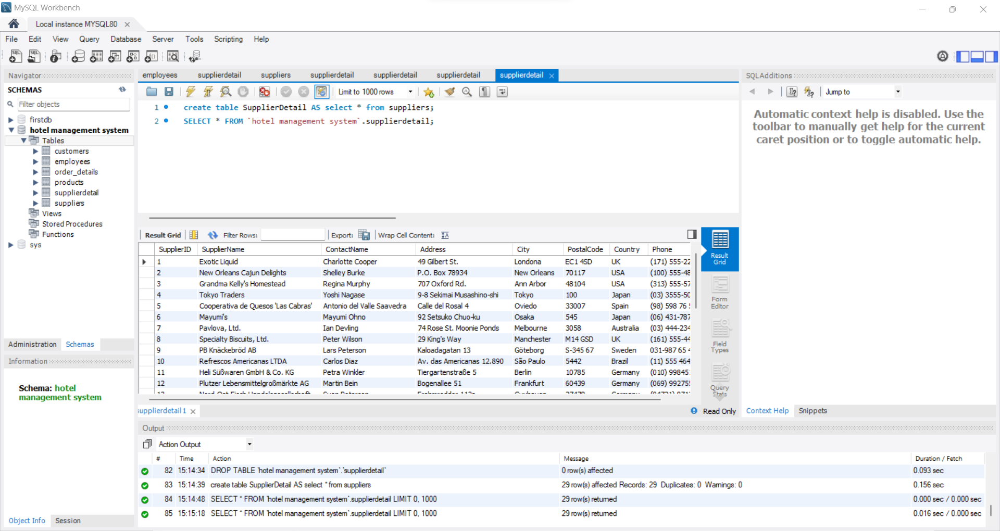 MySQL Workbench
Local instance MYSQL80
File Edit View Query Database Server Tools Scripting Help
Navigator
SCHEMAS
Filter objects
firstdb
hotel management system
Tables
customers
employees
order_details
products
supplierdetail
suppliers
Views
Stored Procedures
Functions
sys
Administration Schemas
Information
Schema: hotel
management system
Object Info Session
employees supplierdetail suppliers supplierdetail supplierdetail supplierdetail supplierdetail
Limit to 1000 rows
1 create table SupplierDetail AS select * from suppliers;
2 SELECT * FROM `hotel management system`.supplierdetail;
Result Grid Filter Rows: Export: Wrap Cell Content:
SupplierID SupplierName ContactName Address City PostalCode Country Phone
1 Exotic Liquid Charlotte Cooper 49 Gilbert St. Londona EC1 4SD UK (171) 555-22
2 New Orleans Cajun Delights Shelley Burke P.O. Box 78934 New Orleans 70117 USA (100) 555-48
3 Grandma Kelly's Homestead Regina Murphy 707 Oxford Rd. Ann Arbor 48104 USA (313) 555-57
4 Tokyo Traders Yoshi Nagase 9-8 Sekimai Musashino-shi Tokyo 100 Japan (03) 3555-50
5 Cooperativa de Quesos 'Las Cabras' Antonio del Valle Saavedra Calle del Rosal 4 Oviedo 33007 Spain (98) 598 76
6 Mayumi's Mayumi Ohno 92 Setsuko Chuo-ku Osaka 545 Japan (06) 431-787
7 Pavlova, Ltd. Ian Devling 74 Rose St. Moonie Ponds Melbourne 3058 Australia (03) 444-234
8 Specialty Biscuits, Ltd. Peter Wilson 29 King's Way Manchester M14 GSD UK (161) 555-44
9 PB Knäckebröd AB Lars Peterson Kaloadagatan 13 Göteborg S-345 67 Sweden 031-987 65 4
10 Refrescos Americanas LTDA Carlos Diaz Av. das Americanas 12.890 São Paulo 5442 Brazil (11) 555 464
11 Heli Süßwaren GmbH & Co. KG Petra Winkler Tiergartenstraße 5 Berlin 10785 Germany (010) 99845
12 Plutzer Lebensmittelgroßmärkte AG Martin Bein Bogenallee 51 Frankfurt 60439 Germany (069) 99275
Result
Grid
Form
Editor
Field
Types
Query
Stats
upplierdetail 1
Read Only
SQLAdditions
Jump to
Automatic context help is disabled. Use the
toolbar to manually get help for the current
caret position or to toggle automatic help.
Context Help Snippets
Output
Action Output
# Time Action Message Duration / Fetch
82 15:14:34 DROP TABLE `hotel management system`.`supplierdetail` 0 row(s) affected 0.093 sec
83 15:14:39 create table SupplierDetail AS select * from suppliers 29 row(s) affected Records: 29 Duplicates: 0 Warnings: 0 0.156 sec
84 15:14:48 SELECT * FROM `hotel management system`.supplierdetail LIMIT 0, 1000 29 row(s) returned 0.000 sec / 0.000 sec
85 15:15:18 SELECT * FROM `hotel management system`.supplierdetail LIMIT 0, 1000 29 row(s) returned 0.016 sec / 0.000 sec